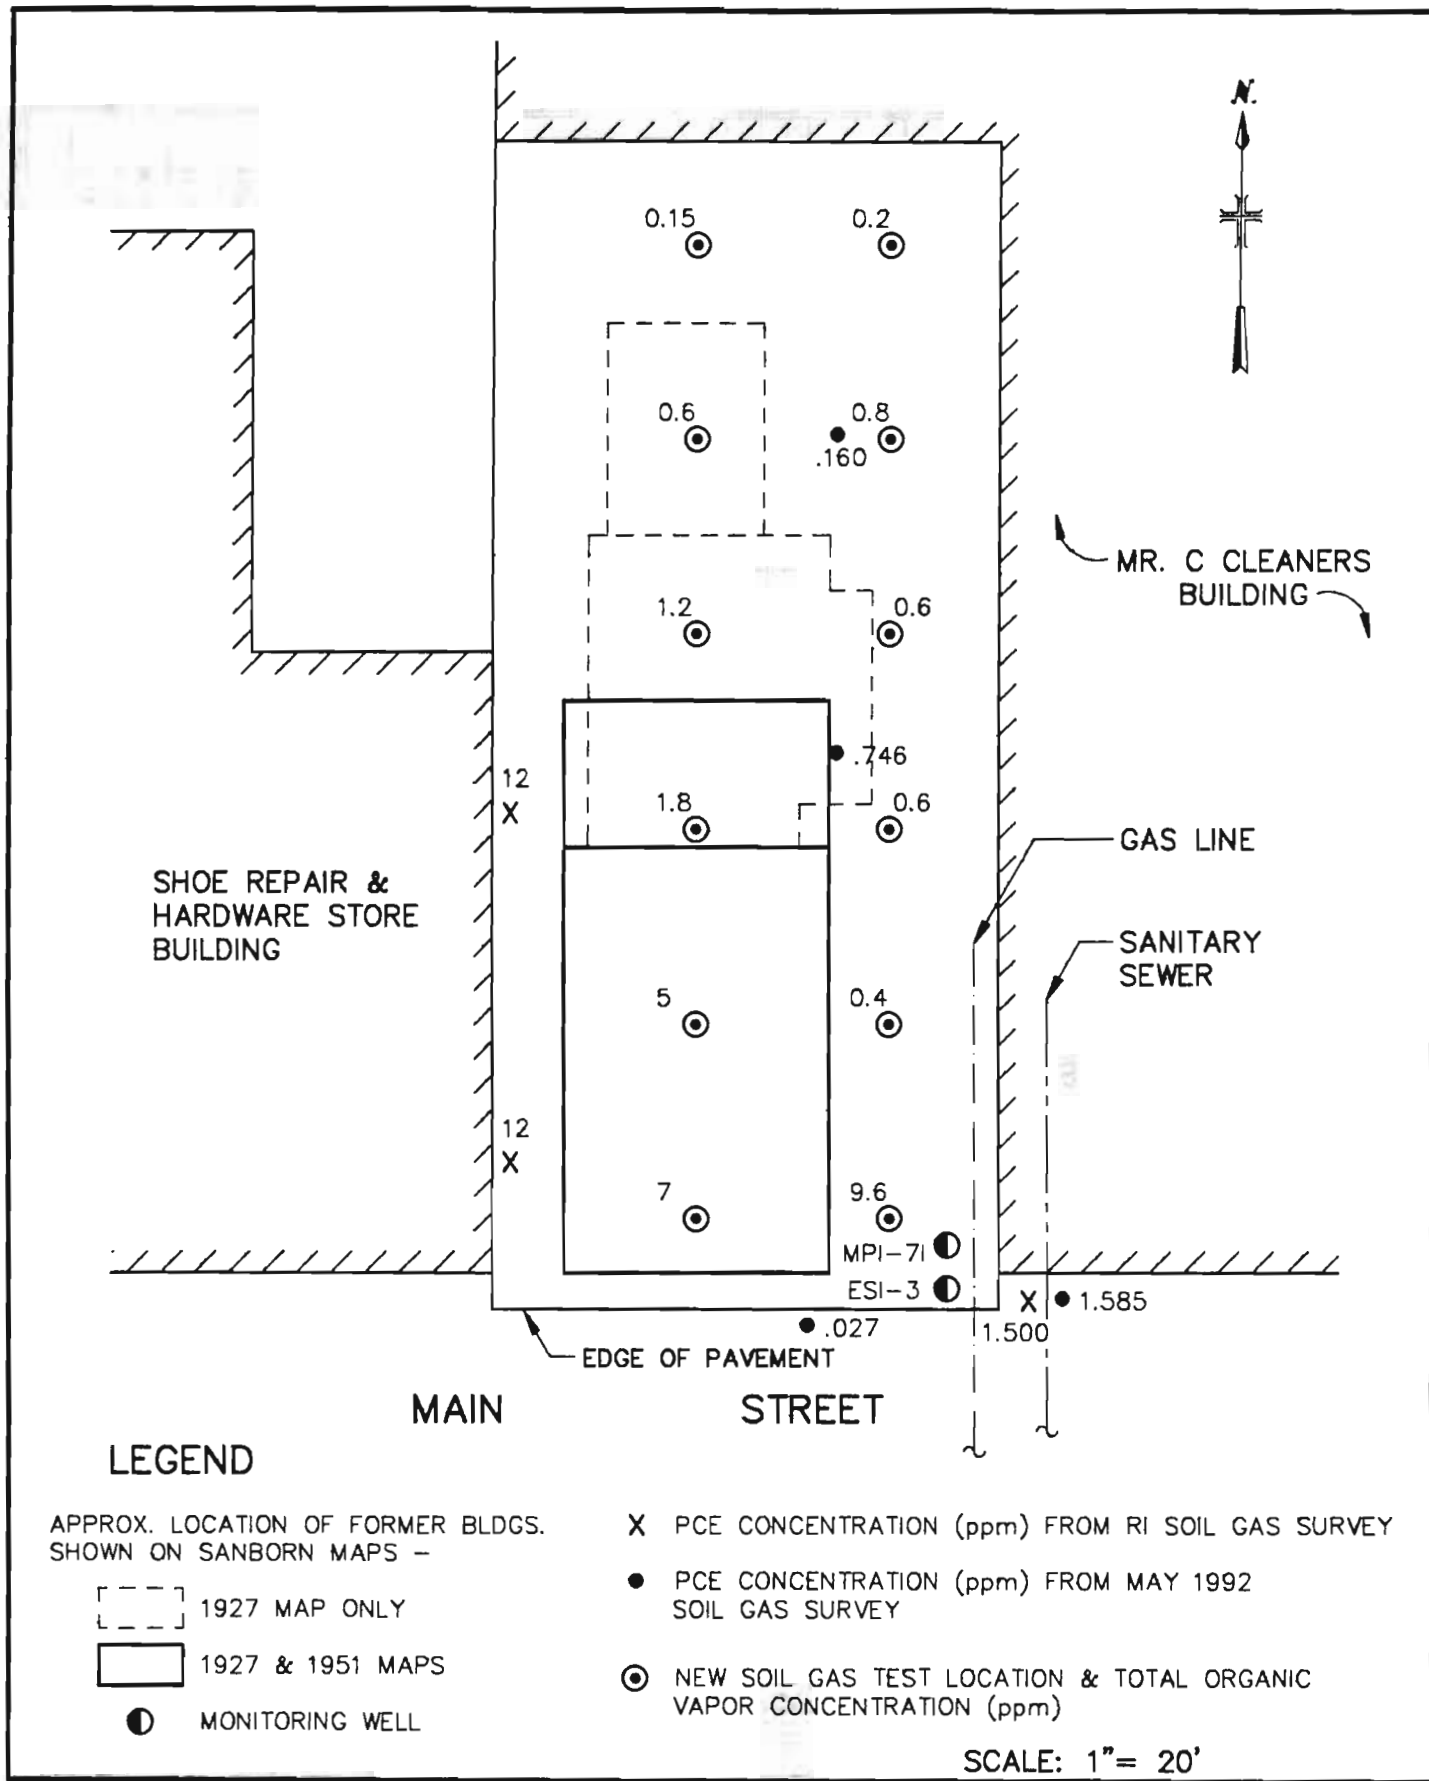 N.
0.15
0.2
0.6
0.8
.160
MR. C CLEANERS
BUILDING
1.2
0.6
.746
12
1.8
0.6
GAS LINE
SHOE REPAIR &
HARDWARE STORE
BUILDING
SANITARY
SEWER
5
0.4
12
7
9.6
MPI-7I
ESI-3
1.585
.027
1.500
EDGE OF PAVEMENT
MAIN STREET
LEGEND
APPROX. LOCATION OF FORMER BLDGS.
SHOWN ON SANBORN MAPS -
1927 MAP ONLY
1927 & 1951 MAPS
MONITORING WELL
X PCE CONCENTRATION (ppm) FROM RI SOIL GAS SURVEY
PCE CONCENTRATION (ppm) FROM MAY 1992
SOIL GAS SURVEY
NEW SOIL GAS TEST LOCATION & TOTAL ORGANIC
VAPOR CONCENTRATION (ppm)
SCALE: 1"= 20'